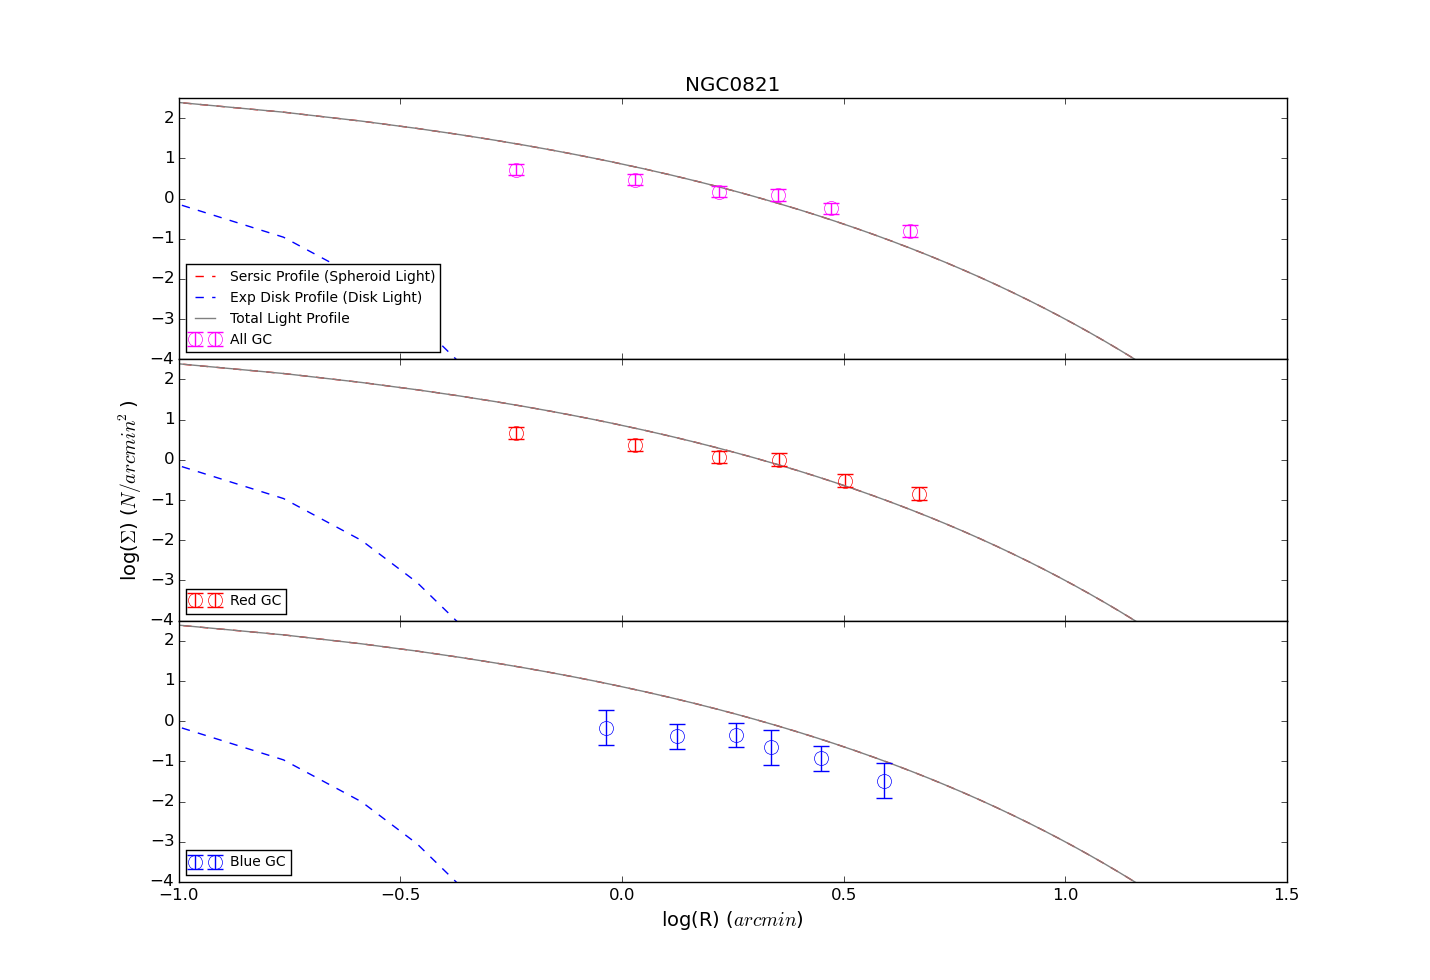 NGC0821
2
1
0
−1
−2
−3
−4
Sersic Profile (Spheroid Light)
Exp Disk Profile (Disk Light)
Total Light Profile
All GC
2
1
0
−1
−2
−3
−4
log(Σ) (N/arcmin²)
Red GC
2
1
0
−1
−2
−3
−4
Blue GC
−1.0 −0.5 0.0 0.5 1.0 1.5
log(R) (arcmin)